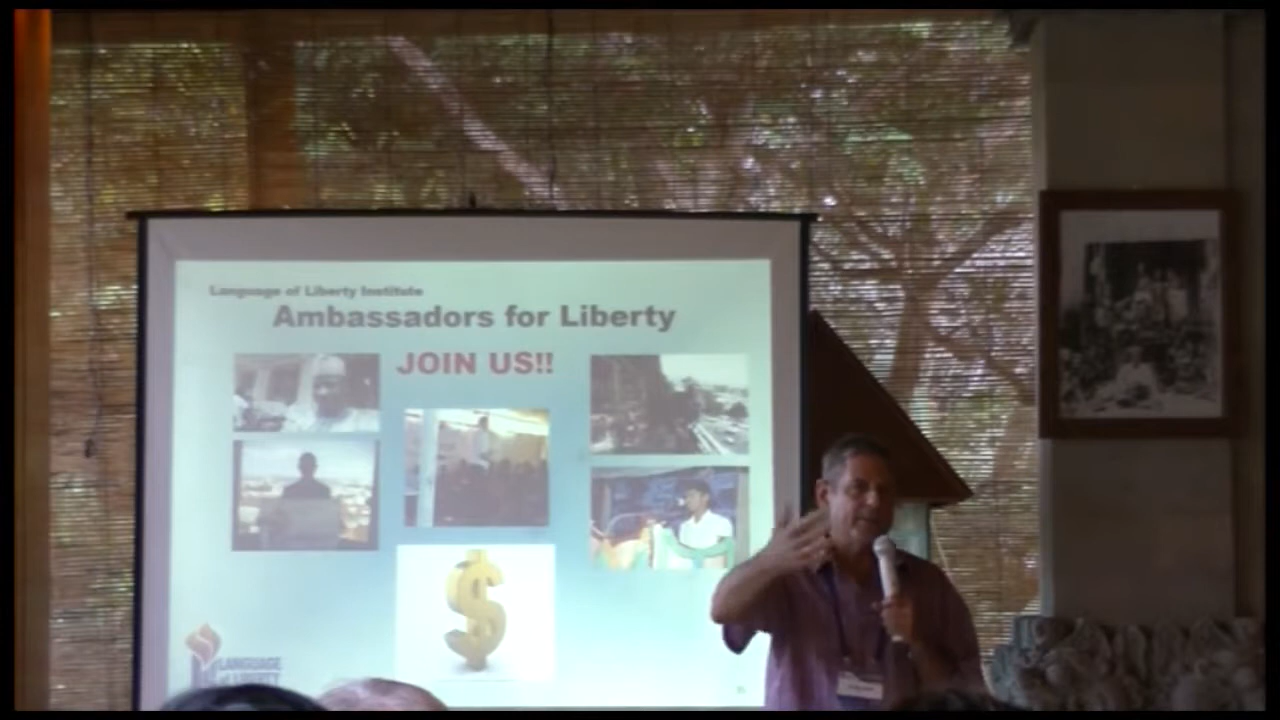 Language of Liberty Institute
Ambassadors for Liberty
JOIN US!!
LANGUAGE
of LIBERTY